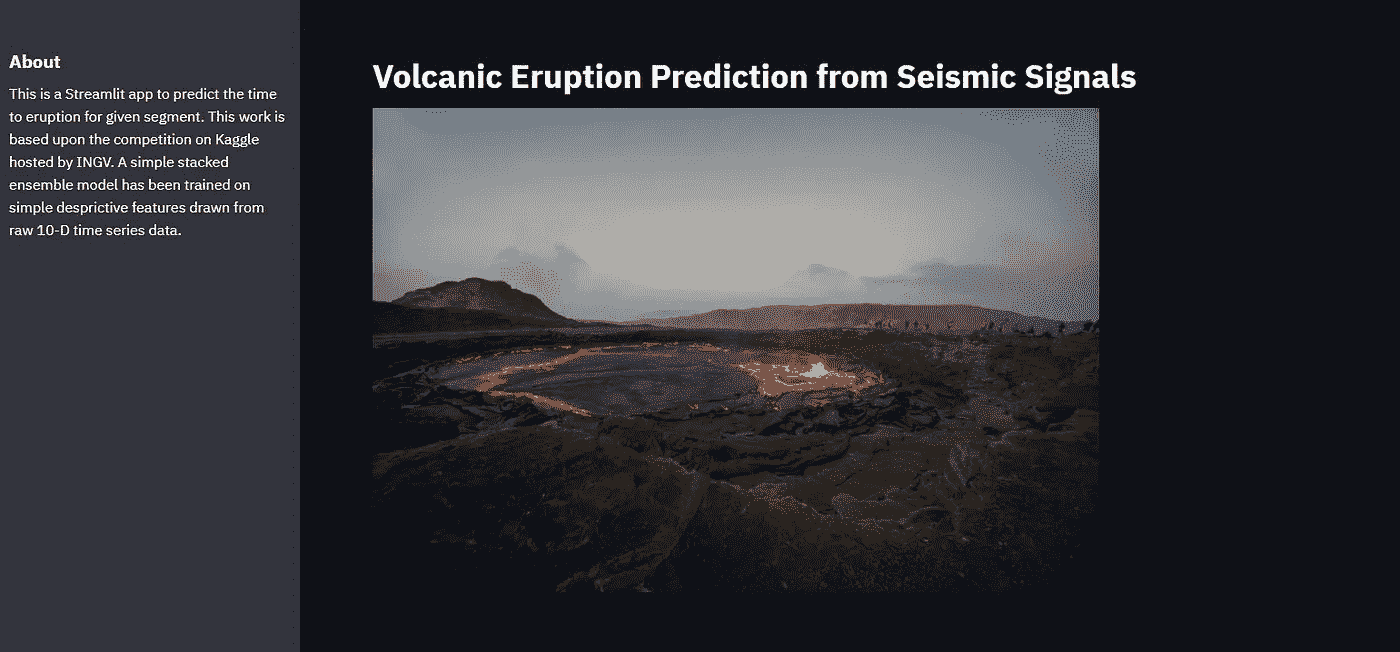 About
This is a Streamlit app to predict the time
to eruption for given segment. This work is
based upon the competition on Kaggle
hosted by INGV. A simple stacked
ensemble model has been trained on
simple desprictive features drawn from
raw 10-D time series data.
Volcanic Eruption Prediction from Seismic Signals